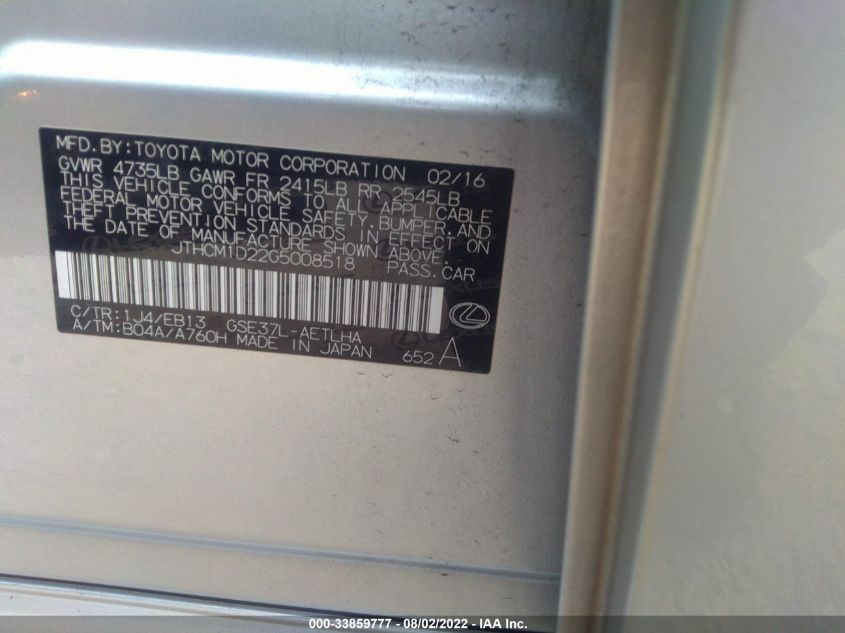 MFD.BY:TOYOTA MOTOR CORPORATION 02/16
GVWR 4735LB GAWR FR 2415LB RR 2545LB
THIS VEHICLE CONFORMS TO ALL APPLICABLE
FEDERAL MOTOR VEHICLE SAFETY,BUMPER,AND
THEFT PREVENTION STANDARDS IN EFFECT ON
THE DATE OF MANUFACTURE SHOWN ABOVE.
JTHCM1D22G5008518 PASS.CAR
C/TR:1J4/EB13 GSE37L-AETLHA
A/TM:B04A/A760H MADE IN JAPAN 652 A
000-33859777 - 08/02/2022 - IAA Inc.